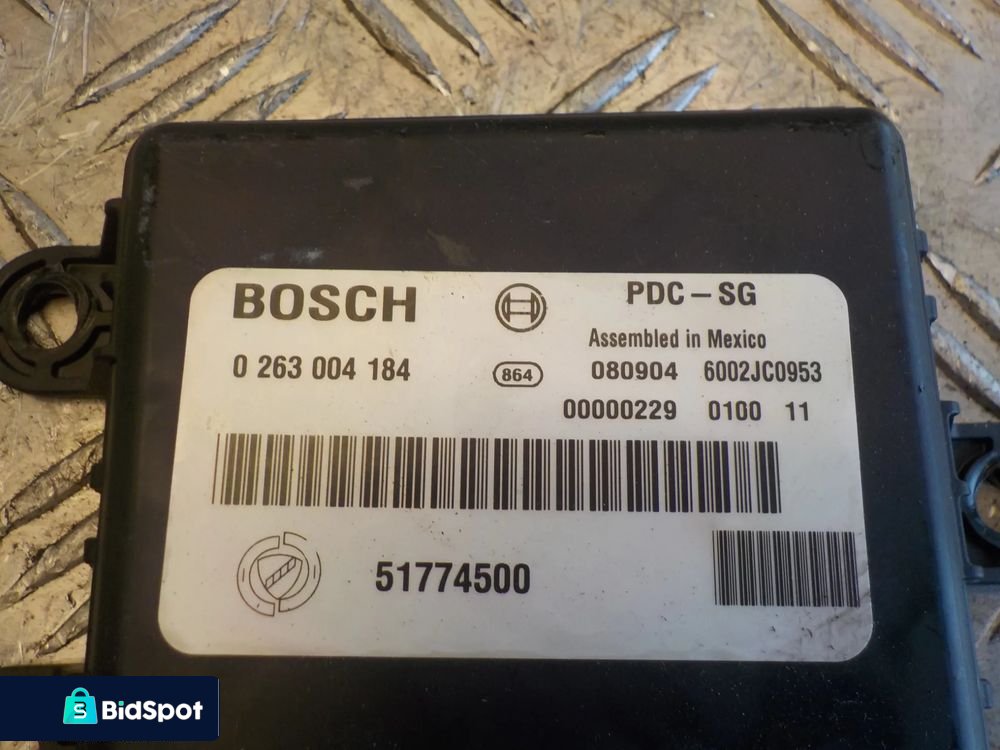 BOSCH
PDC-SG
Assembled in Mexico
0 263 004 184
864
080904 6002JC0953
00000229 0100 11
51774500
BidSpot